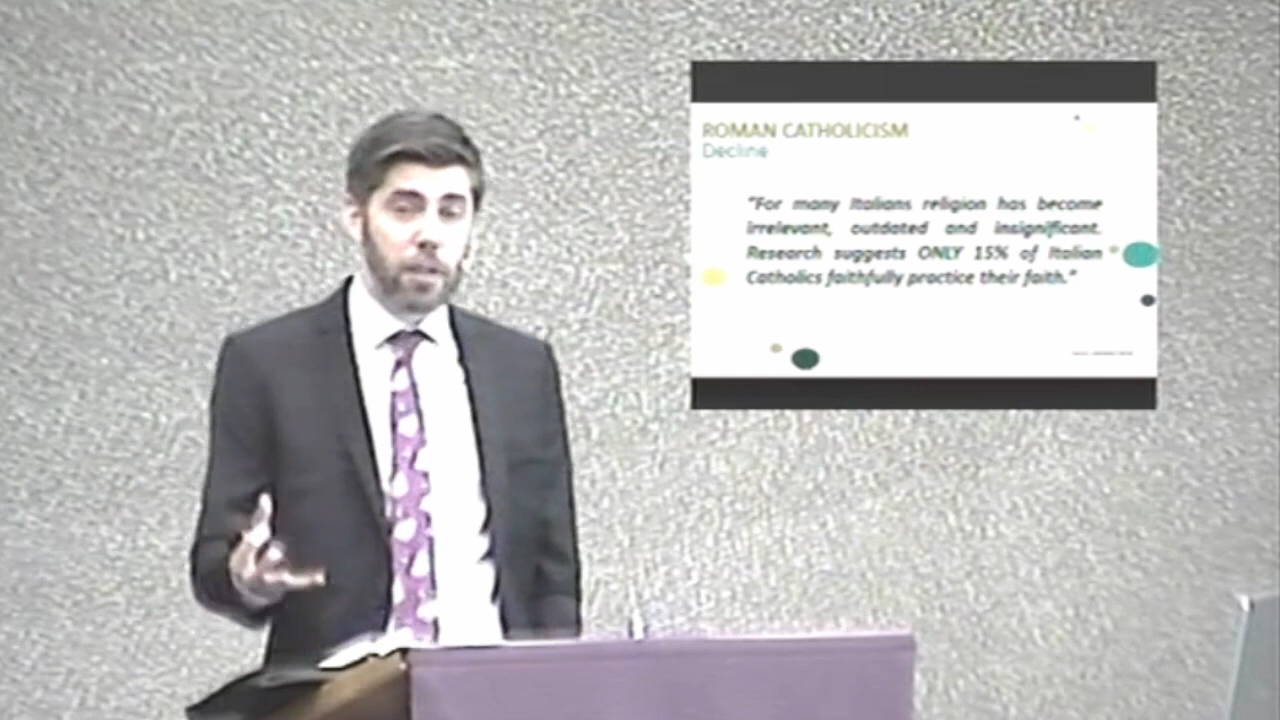 ROMAN CATHOLICISM
Decline
"For many Italians religion has become
irrelevant, outdated and insignificant.
Research suggests ONLY 15% of Italian
Catholics faithfully practice their faith."